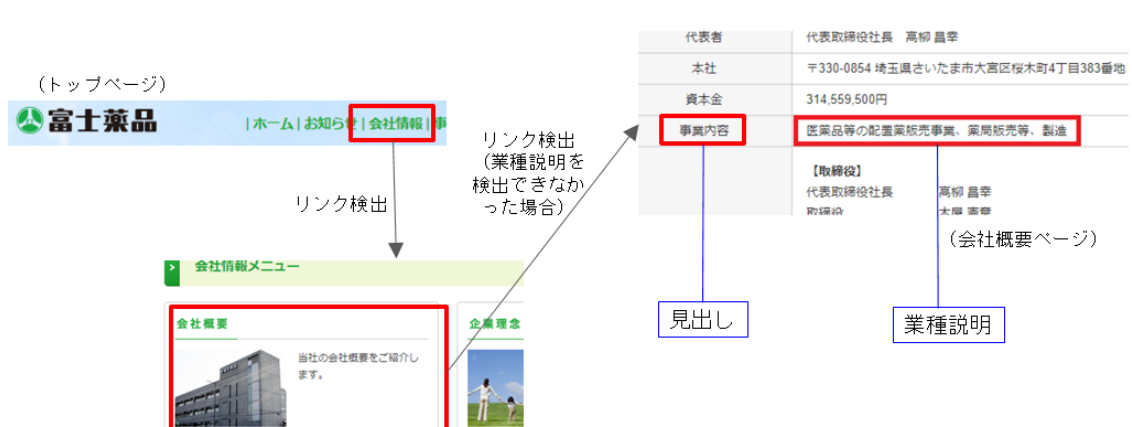 （トップページ）
富士薬品
|ホーム|お知らせ|会社情報|事
リンク検出
会社情報メニュー
会社概要
当社の会社概要をご紹介し
ます。
企業理念
リンク検出
（業種説明を
検出できなか
った場合）
代表者 代表取締役社長 高柳 昌幸
本社 〒330-0854 埼玉県さいたま市大宮区桜木町4丁目383番地
資本金 314,559,500円
事業内容 医薬品等の配置薬販売事業、薬局販売等、製造
【取締役】
代表取締役社長 高柳 昌幸
取締役
（会社概要ページ）
見出し
業種説明